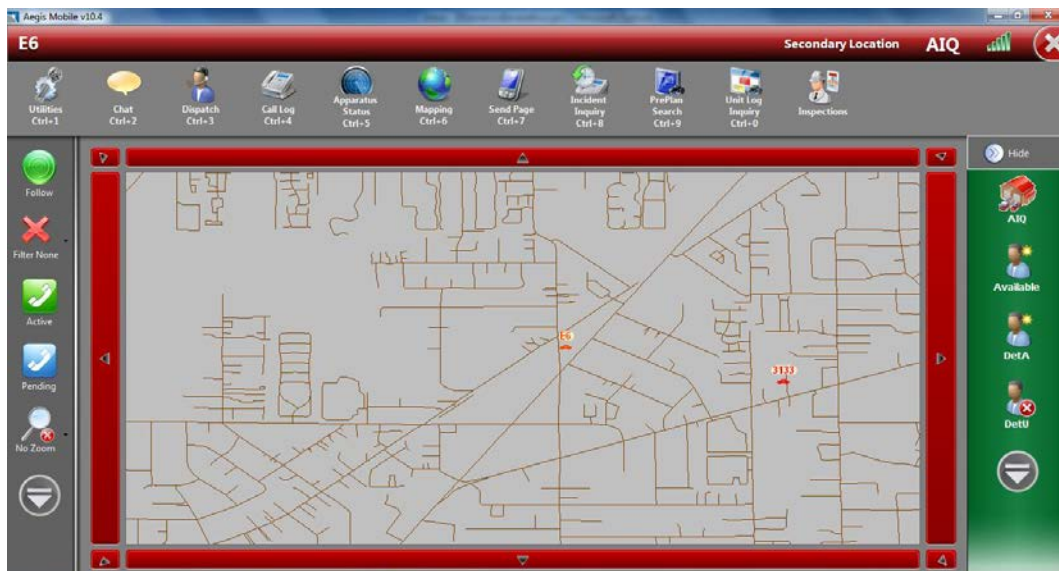 Aegis Mobile v10.4
E6
Secondary Location
AIQ
Utilities
Ctrl+1
Chat
Ctrl+2
Dispatch
Ctrl+3
Call Log
Ctrl+4
Apparatus
Status
Ctrl+5
Mapping
Ctrl+6
Send Page
Ctrl+7
Incident
Inquiry
Ctrl+8
PrePlan
Search
Ctrl+9
Unit Log
Inquiry
Ctrl+0
Inspections
Follow
Filter None
Active
Pending
No Zoom
E6
3133
Hide
AIQ
Available
DetA
DetU